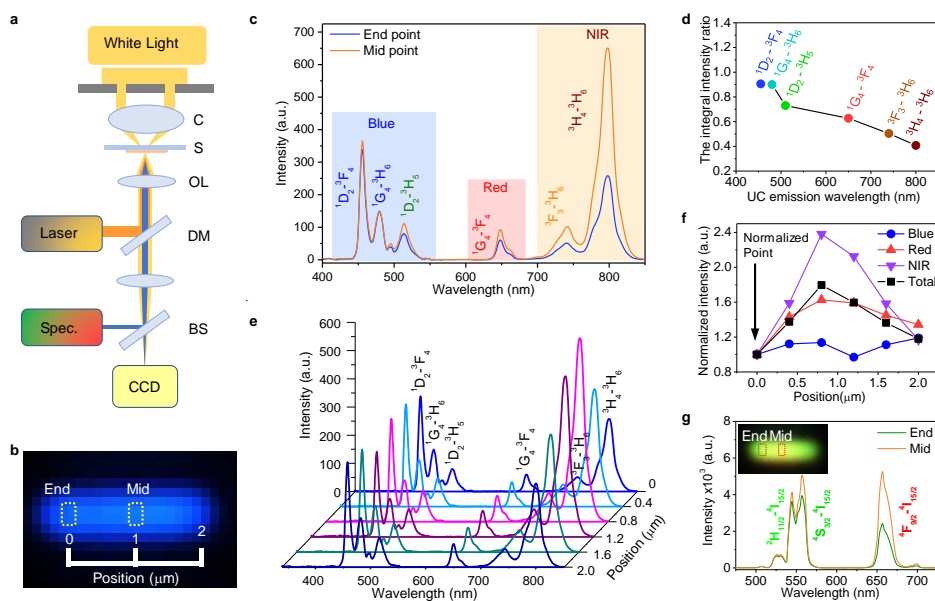 a
White Light
C
S
OL
Laser
DM
Spec.
BS
CCD
b
End
Mid
0
1
2
Position (μm)
c
700
600
500
400
300
200
100
0
Intensity (a.u.)
End point
Mid point
Blue
Red
NIR
¹D₂-³F₄
¹G₄-³H₆
¹D₂-³H₅
¹G₄-³F₄
³F₃-³H₆
³H₄-³H₆
400
500
600
700
800
Wavelength (nm)
d
The integral intensity ratio
1.4
1.2
1.0
0.8
0.6
0.4
0.2
0.0
¹D₂-³F₄
¹G₄-³H₆
¹D₂-³H₅
¹G₄-³F₄
³F₃-³H₆
³H₄-³H₆
400
500
600
700
800
UC emission wavelength (nm)
e
600
500
400
300
200
100
0
Intensity (a.u.)
¹D₂-³F₄
¹G₄-³H₆
¹D₂-³H₅
¹G₄-³F₄
³F₃-³H₆
³H₄-³H₆
0
0.4
0.8
1.2
1.6
2.0
Position (μm)
400
500
600
700
800
Wavelength (nm)
f
Normalized intensity (a.u.)
2.4
2.0
1.6
1.2
0.8
Normalized
Point
Blue
Red
NIR
Total
0.0
0.5
1.0
1.5
2.0
Position(μm)
g
Intensity x10³ (a.u.)
8
6
4
2
0
End Mid
End
Mid
²H₁₁/₂-⁴I₁₅/₂
⁴S₃/₂-⁴I₁₅/₂
⁴F₉/₂-⁴I₁₅/₂
500
550
600
650
700
Wavelength (nm)